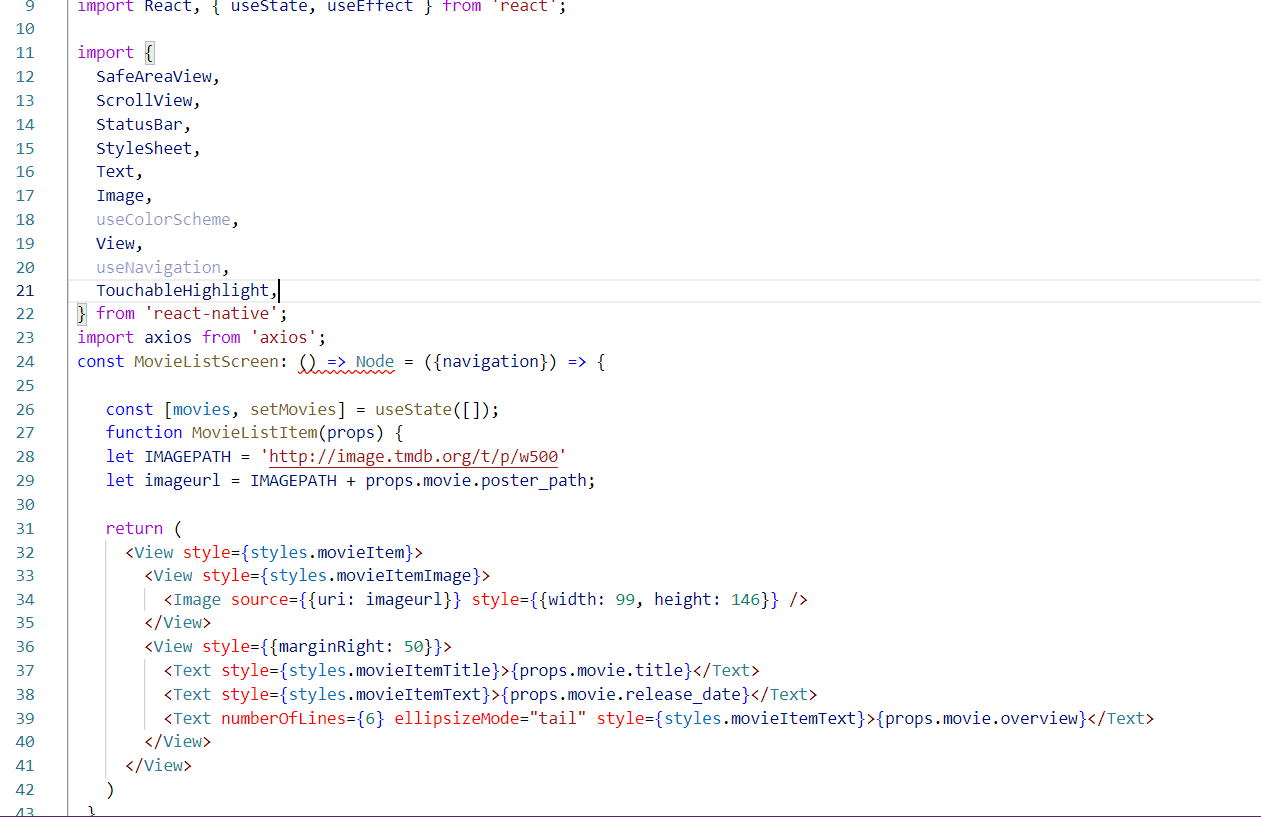 9 import React, { useState, useEffect } from 'react';
10
11 import {
12 SafeAreaView,
13 ScrollView,
14 StatusBar,
15 StyleSheet,
16 Text,
17 Image,
18 useColorScheme,
19 View,
20 useNavigation,
21 TouchableHighlight,
22 } from 'react-native';
23 import axios from 'axios';
24 const MovieListScreen: () => Node = ({navigation}) => {
25
26 const [movies, setMovies] = useState([]);
27 function MovieListItem(props) {
28 let IMAGEPATH = 'http://image.tmdb.org/t/p/w500'
29 let imageurl = IMAGEPATH + props.movie.poster_path;
30
31 return (
32 <View style={styles.movieItem}>
33 <View style={styles.movieItemImage}>
34 <Image source={{uri: imageurl}} style={{width: 99, height: 146}} />
35 </View>
36 <View style={{marginRight: 50}}>
37 <Text style={styles.movieItemTitle}>{props.movie.title}</Text>
38 <Text style={styles.movieItemText}>{props.movie.release_date}</Text>
39 <Text numberOfLines={6} ellipsizeMode="tail" style={styles.movieItemText}>{props.movie.overview}</Text>
40 </View>
41 </View>
42 )
43 }